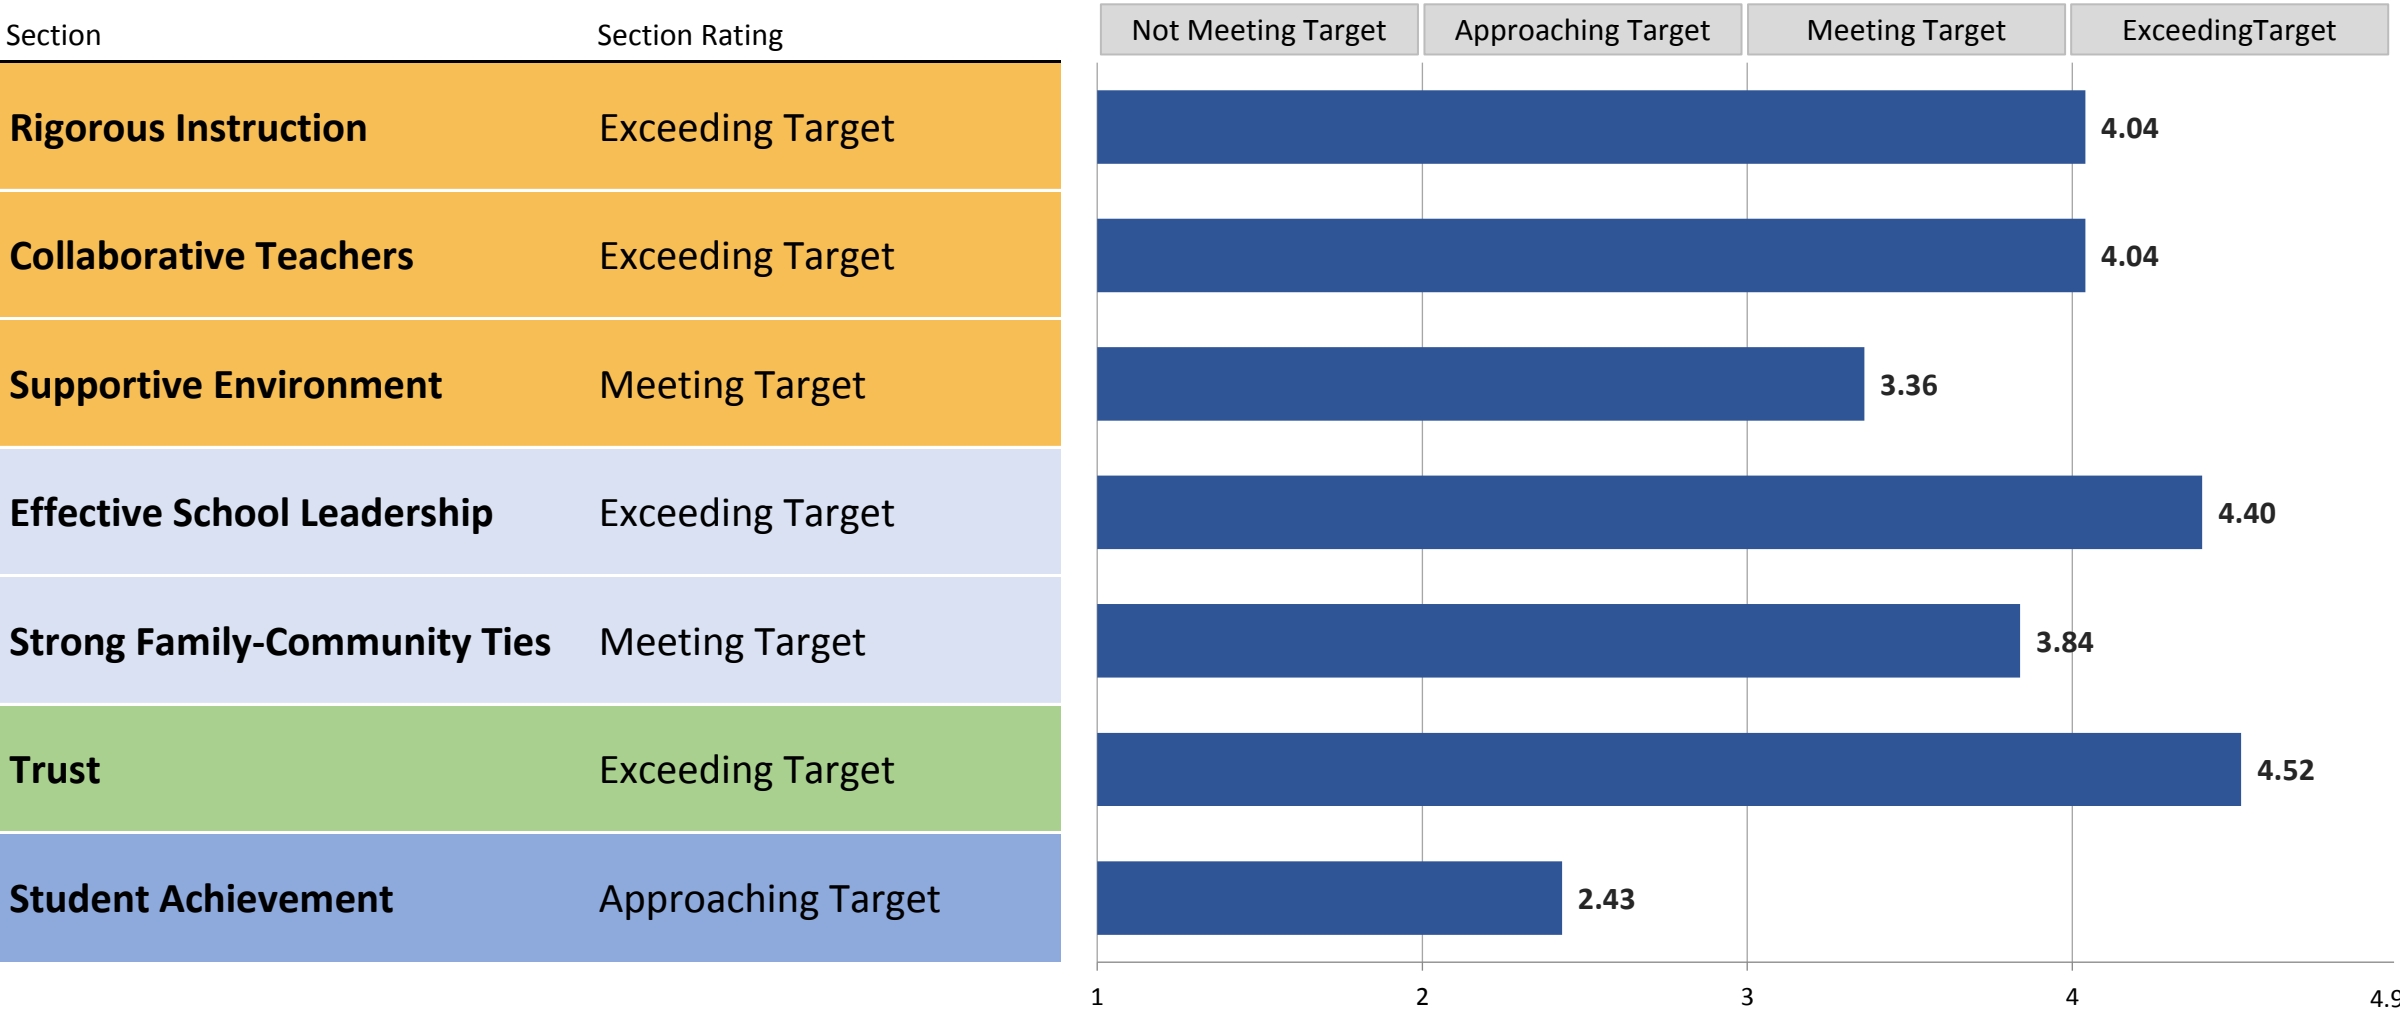 Section Section Rating Not Meeting Target Approaching Target Meeting Target ExceedingTarget
Rigorous Instruction Exceeding Target 4.04
Collaborative Teachers Exceeding Target 4.04
Supportive Environment Meeting Target 3.36
Effective School Leadership Exceeding Target 4.40
Strong Family-Community Ties Meeting Target 3.84
Trust Exceeding Target 4.52
Student Achievement Approaching Target 2.43
1 2 3 4 4.9